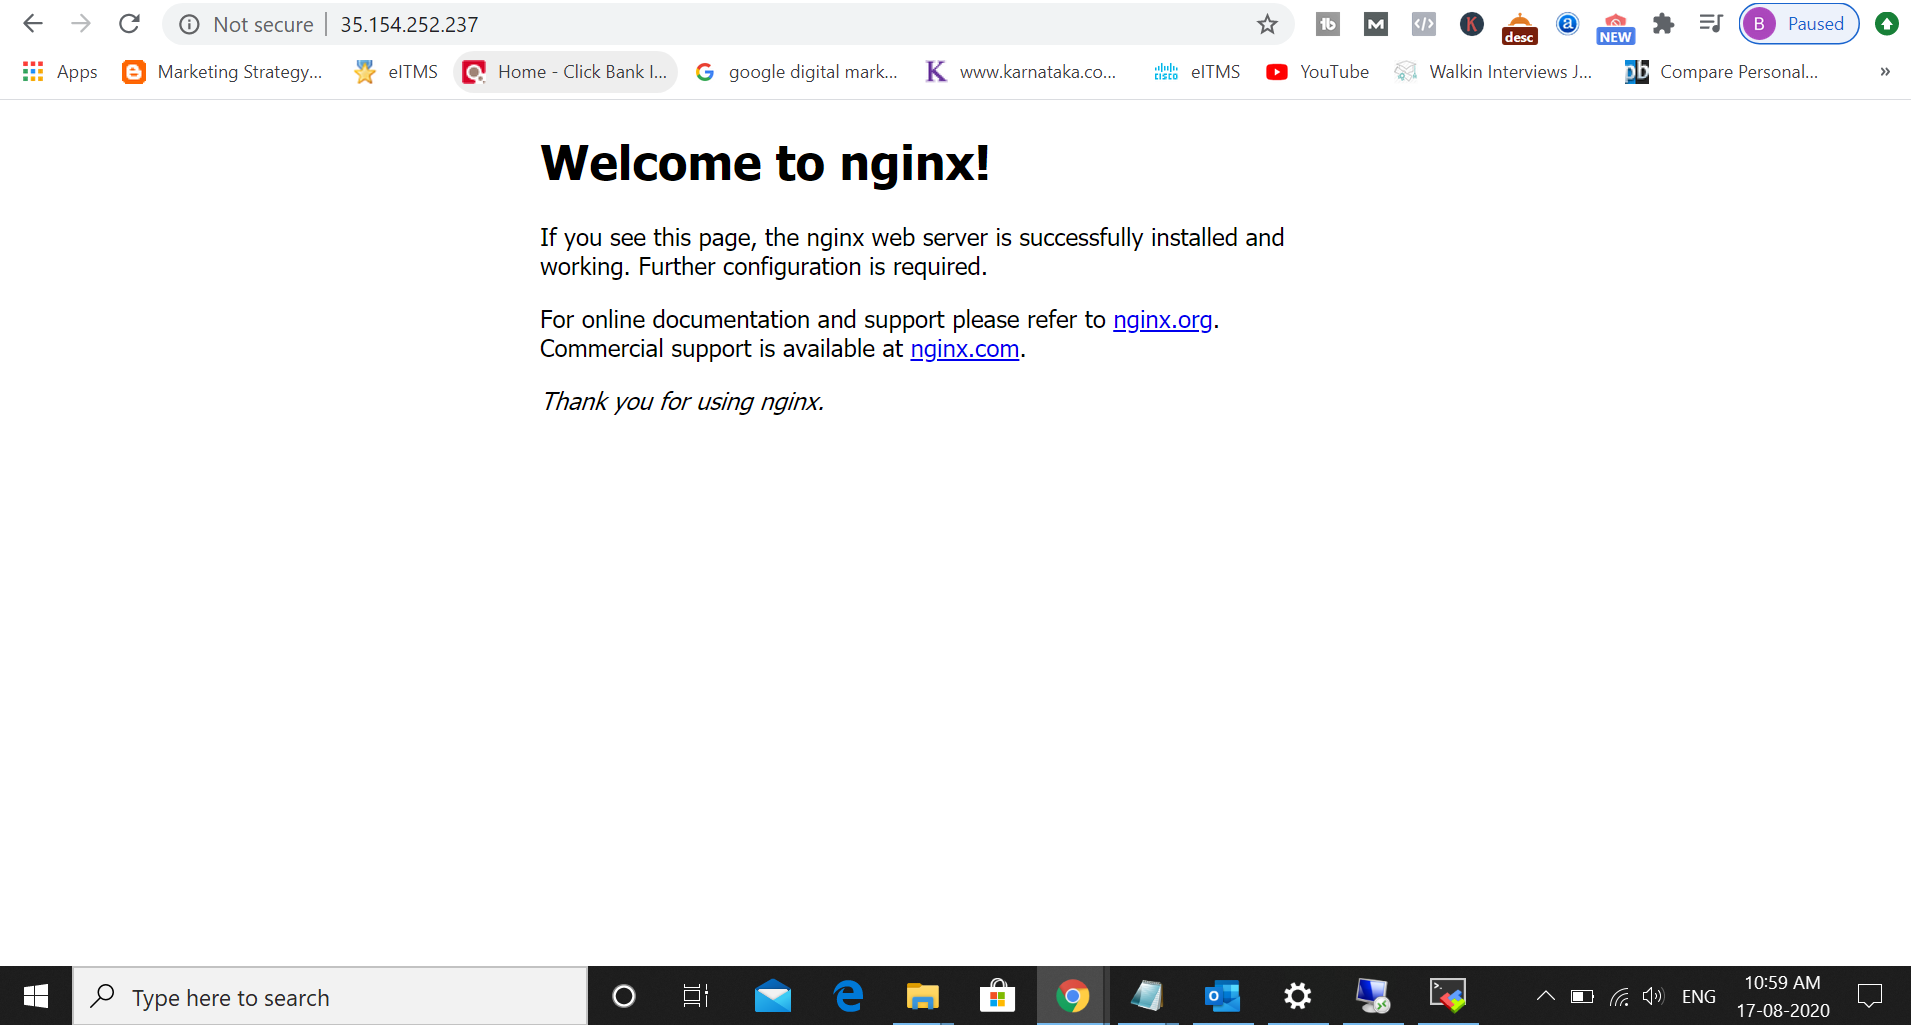 Not secure | 35.154.252.237
desc
NEW
B Paused
Apps Marketing Strategy... eITMS Home - Click Bank I... google digital mark... K www.karnataka.co... cisco eITMS YouTube Walkin Interviews J... pb Compare Personal... »
Welcome to nginx!
If you see this page, the nginx web server is successfully installed and
working. Further configuration is required.
For online documentation and support please refer to nginx.org.
Commercial support is available at nginx.com.
Thank you for using nginx.
Type here to search
ENG
10:59 AM
17-08-2020